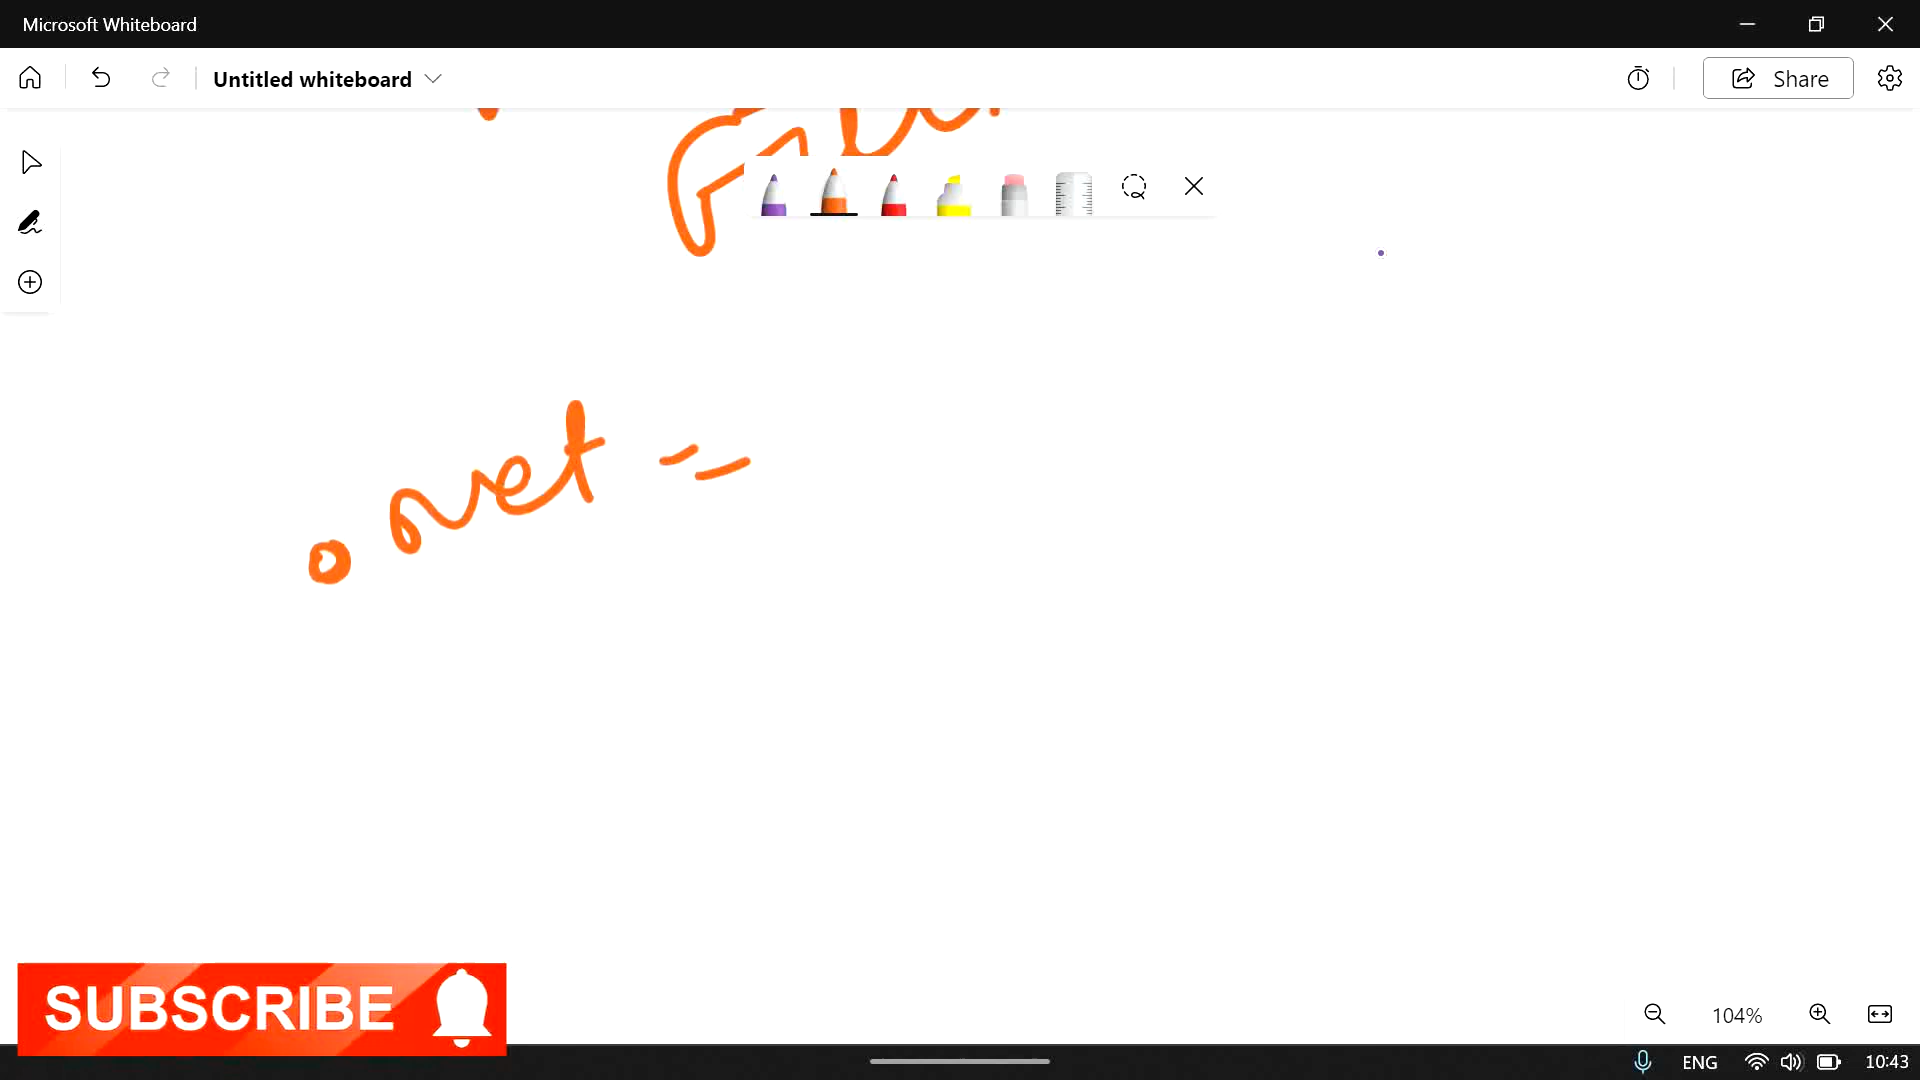 Microsoft Whiteboard
Untitled whiteboard
Share
.net =
SUBSCRIBE
104%
ENG
10:43